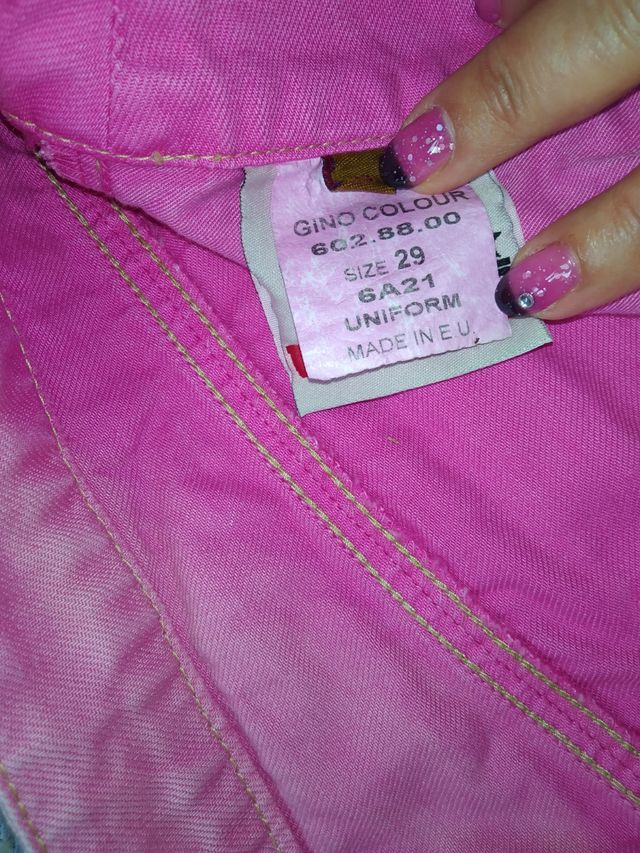 GINO COLOUR
602.88.00
SIZE 29
6A21
UNIFORM
MADE IN E U.